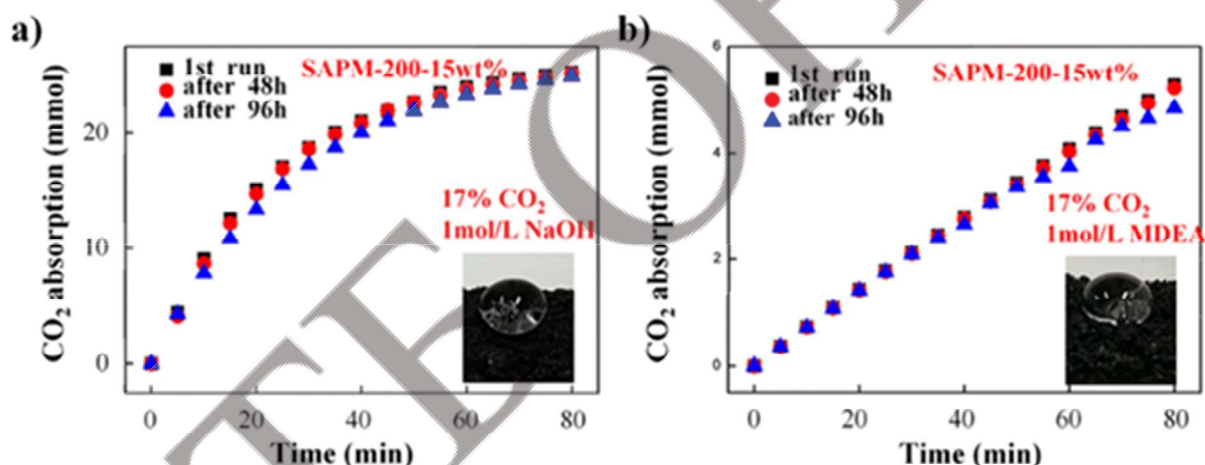 a)
SAPM-200-15wt%
1st run
after 48h
after 96h
17% CO₂
1mol/L NaOH
CO₂ absorption (mmol)
20
10
0
0 20 40 60 80
Time (min)
b)
SAPM-200-15wt%
1st run
after 48h
after 96h
17% CO₂
1mol/L MDEA
CO₂ absorption (mmol)
6
4
2
0
0 20 40 60 80
Time (min)